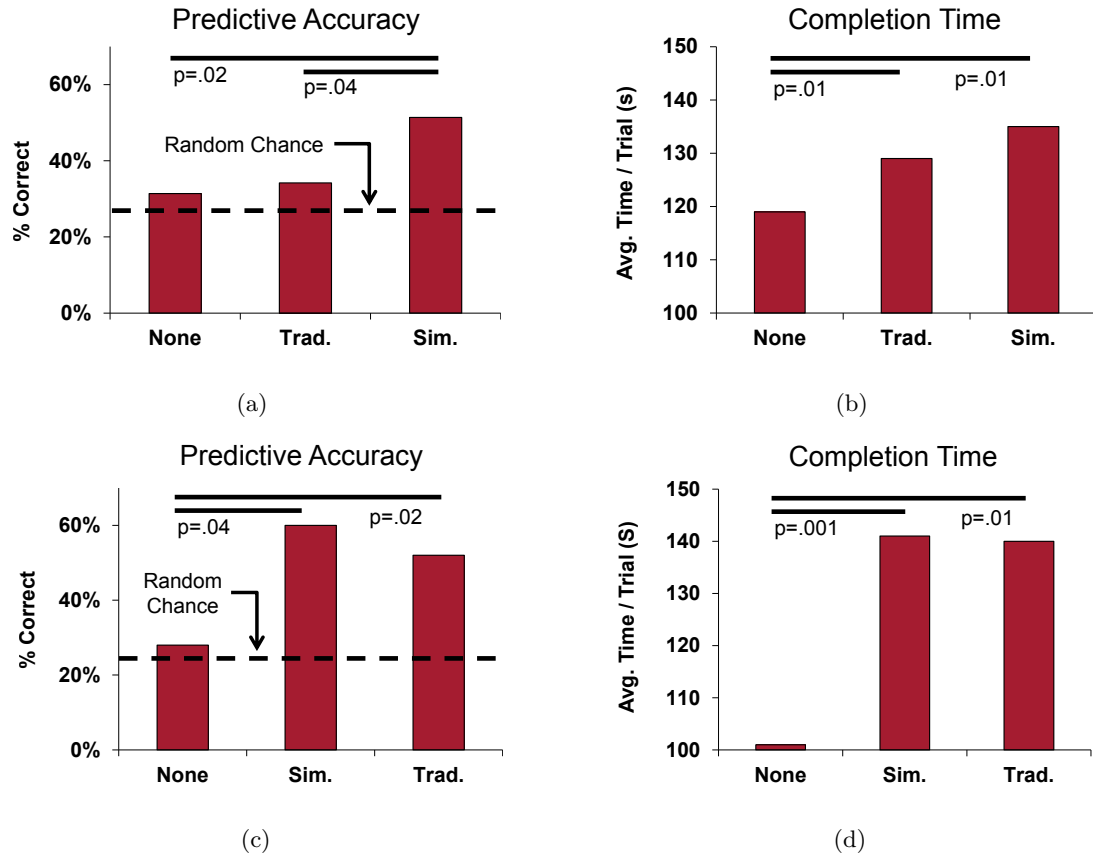 Predictive Accuracy
p=.02
p=.04
60%
Random Chance
40%
20%
0%
% Correct
None Trad. Sim.
(a)
Completion Time
150
p=.01
p=.01
140
130
120
110
100
Avg. Time / Trial (s)
None Trad. Sim.
(b)
Predictive Accuracy
p=.04
p=.02
60%
Random
Chance
40%
20%
0%
% Correct
None Sim. Trad.
(c)
Completion Time
150
p=.001
p=.01
140
130
120
110
100
Avg. Time / Trial (S)
None Sim. Trad.
(d)